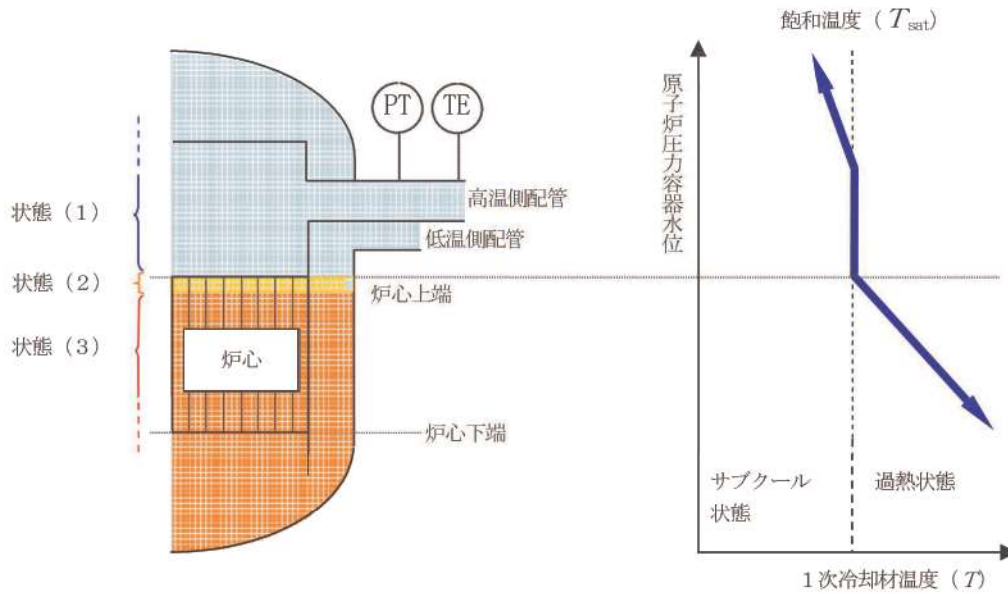 飽和温度（ T sat）
PT
TE
原子炉圧力容器水位
状態（1）
高温側配管
低温側配管
状態（2）
炉心上端
状態（3）
炉心
炉心下端
サブクール
状態
過熱状態
1次冷却材温度（ T）